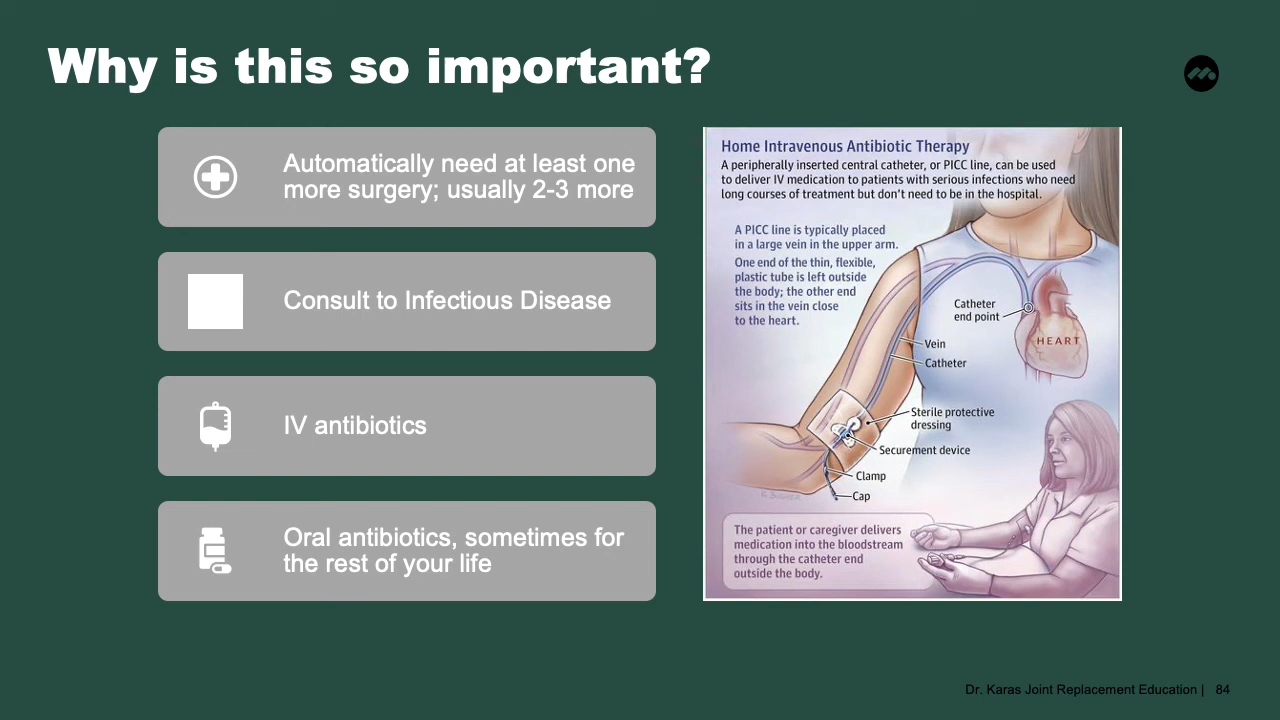 Why is this so important?
Automatically need at least one
more surgery; usually 2-3 more
Consult to Infectious Disease
IV antibiotics
Oral antibiotics, sometimes for
the rest of your life
Home Intravenous Antibiotic Therapy
A peripherally inserted central catheter, or PICC line, can be used
to deliver IV medication to patients with serious infections who need
long courses of treatment but don't need to be in the hospital.
A PICC line is typically placed
in a large vein in the upper arm.
One end of the thin, flexible,
plastic tube is left outside
the body; the other end
sits in the vein close
to the heart.
Catheter
end point
HEART
Vein
Catheter
Sterile protective
dressing
Securement device
Clamp
Cap
The patient or caregiver delivers
medication into the bloodstream
through the catheter end
outside the body.
Dr. Karas Joint Replacement Education | 84